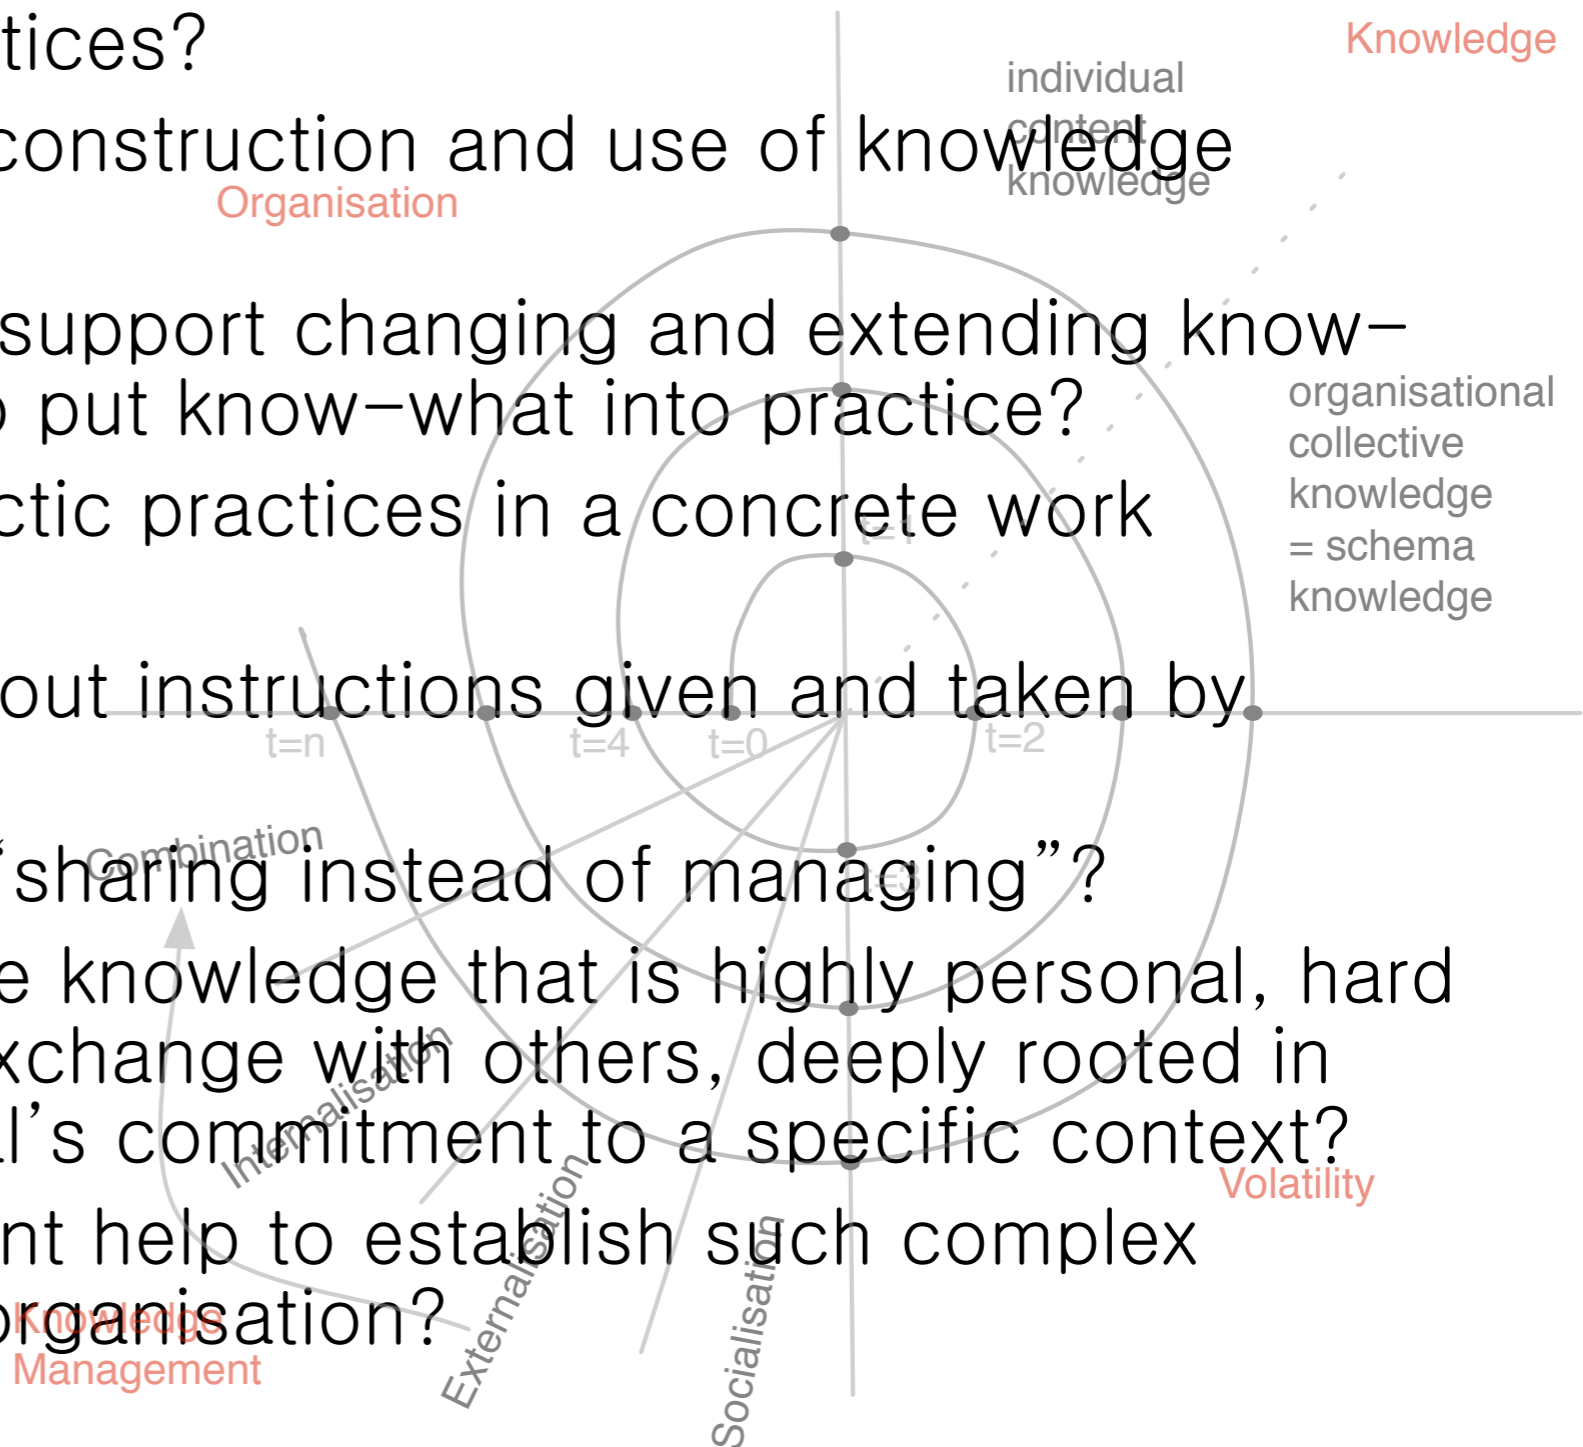 tices?
Knowledge
individual
content
knowledge
construction and use of knowledge
Organisation
support changing and extending know-
put know-what into practice?
organisational
collective
knowledge
= schema
knowledge
ctic practices in a concrete work
t=1
out instructions given and taken by
t=n
t=4
t=0
t=2
Combination
“sharing instead of managing”?
t=3
e knowledge that is highly personal, hard
xchange with others, deeply rooted in
Internalisation
l’s commitment to a specific context?
Volatility
Externalisation
Socialisation
nt help to establish such complex
organisation?
Knowledge
Management